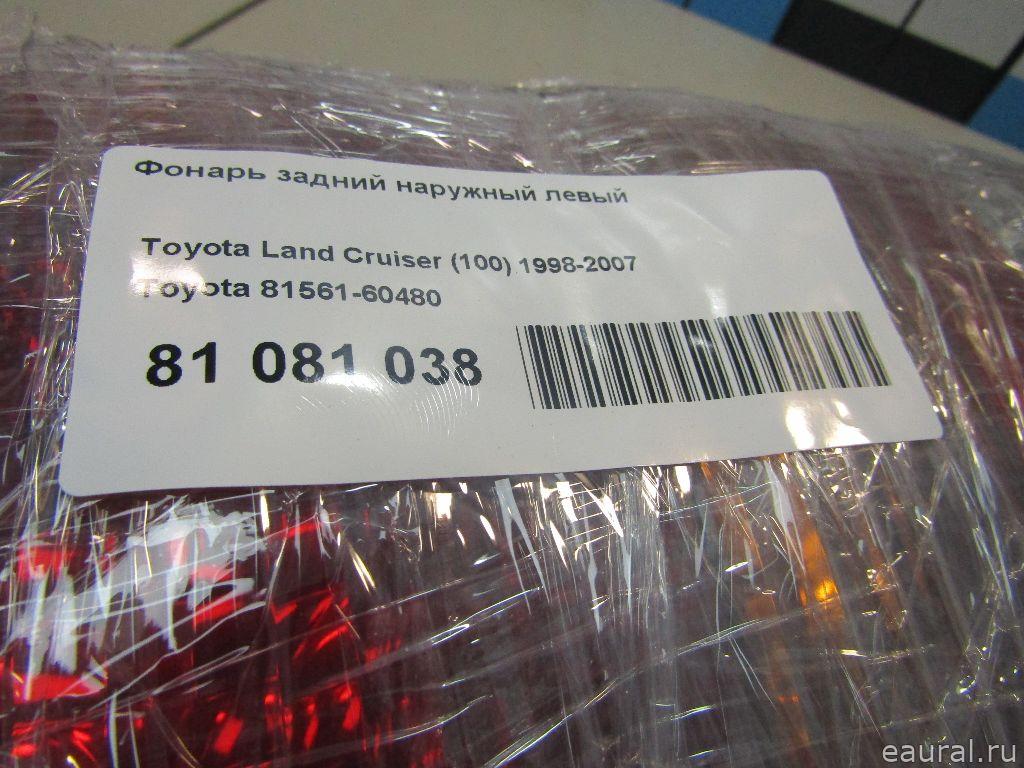 Фонарь задний наружный левый
Toyota Land Cruiser (100) 1998-2007
Toyota 81561-60480
81 081 038
eaural.ru